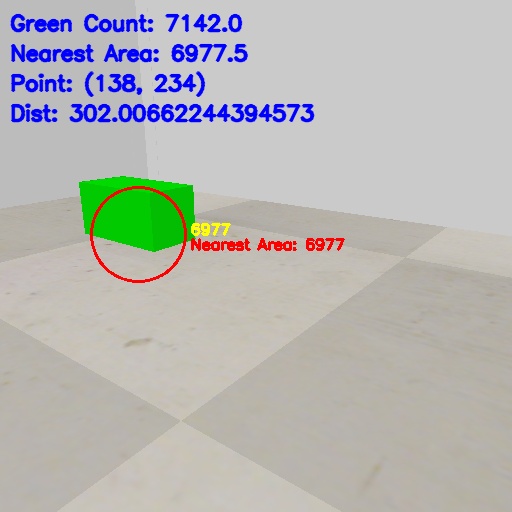 Green Count: 7142.0
Nearest Area: 6977.5
Point: (138, 234)
Dist: 302.00662244394573
6977
Nearest Area: 6977